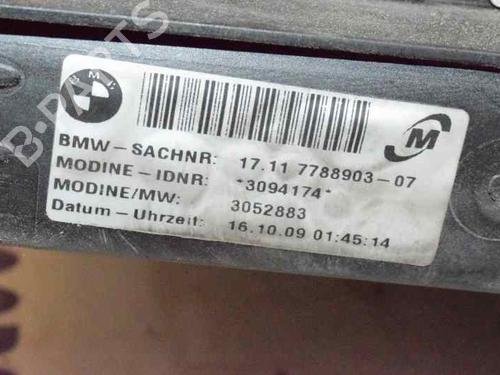 BMW
B-PARTS
M
BMW-SACHNR: 17.11 7788903-07
MODINE-IDNR: *3094174*
MODINE/MW: 3052883
Datum-Uhrzeit: 16.10.09 01:45:14